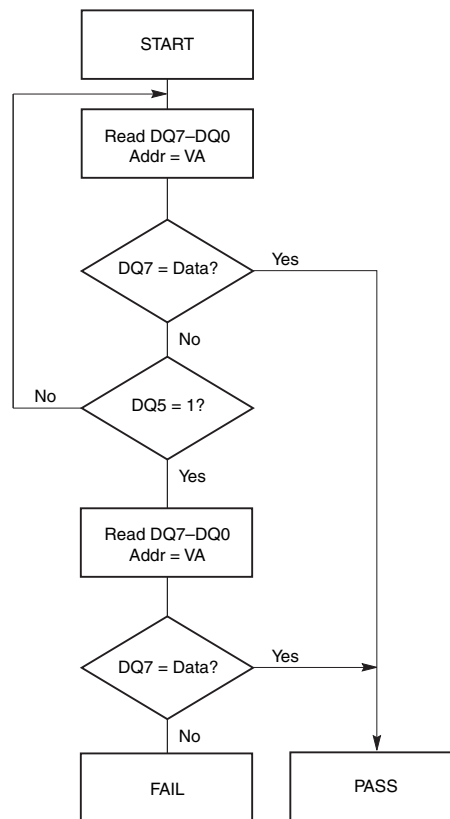 START
Read DQ7–DQ0
Addr = VA
DQ7 = Data?
Yes
No
No
DQ5 = 1?
Yes
Read DQ7–DQ0
Addr = VA
DQ7 = Data?
Yes
No
FAIL
PASS